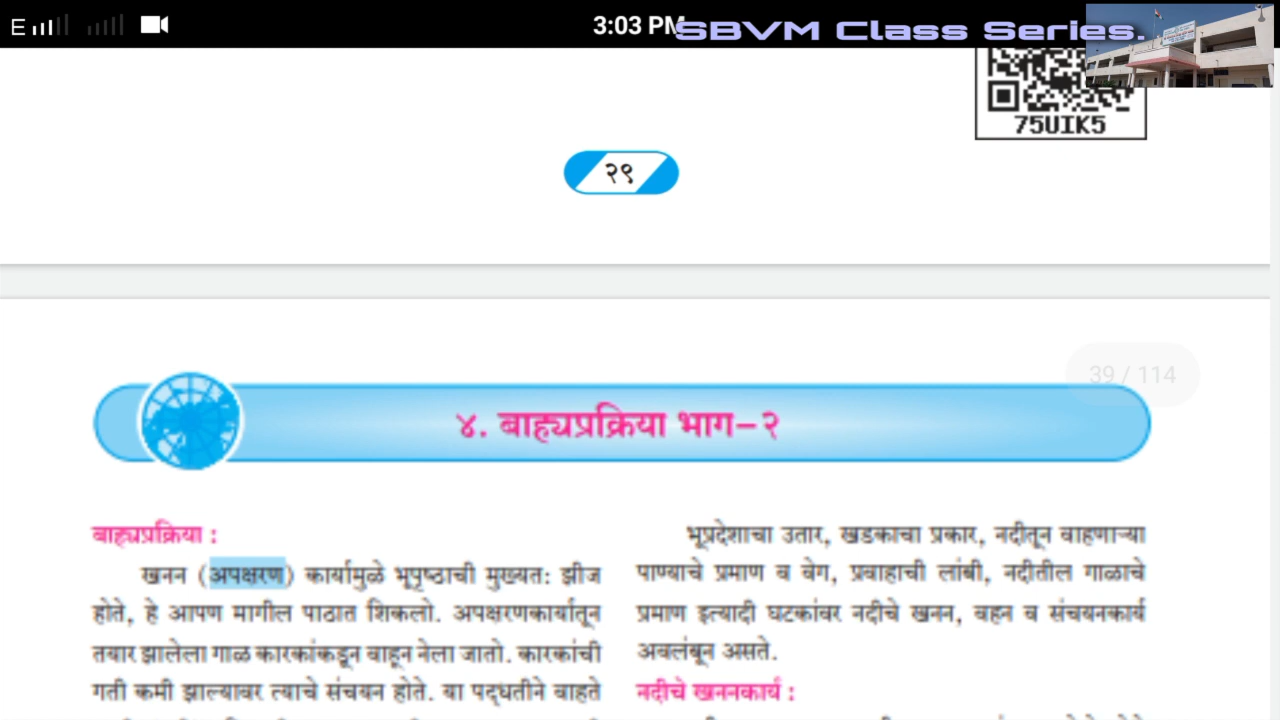 E
3:03 PM
SBVM Class Series.
75UIK5
२९
39 / 114
४. बाह्यप्रक्रिया भाग-२
बाह्यप्रक्रिया :
खनन (अपक्षरण) कार्यामुळे भूपृष्ठाची मुख्यतः झीज
होते, हे आपण मागील पाठात शिकलो. अपक्षरणकार्यातून
तयार झालेला गाळ कारकांकडून वाहून नेला जातो. कारकांची
गती कमी झाल्यावर त्याचे संचयन होते. या पद्धतीने वाहते
भूप्रदेशाचा उतार, खडकाचा प्रकार, नदीतून वाहणाऱ्या
पाण्याचे प्रमाण व वेग, प्रवाहाची लांबी, नदीतील गाळाचे
प्रमाण इत्यादी घटकांवर नदीचे खनन, वहन व संचयनकार्य
अवलंबून असते.
नदीचे खननकार्य :